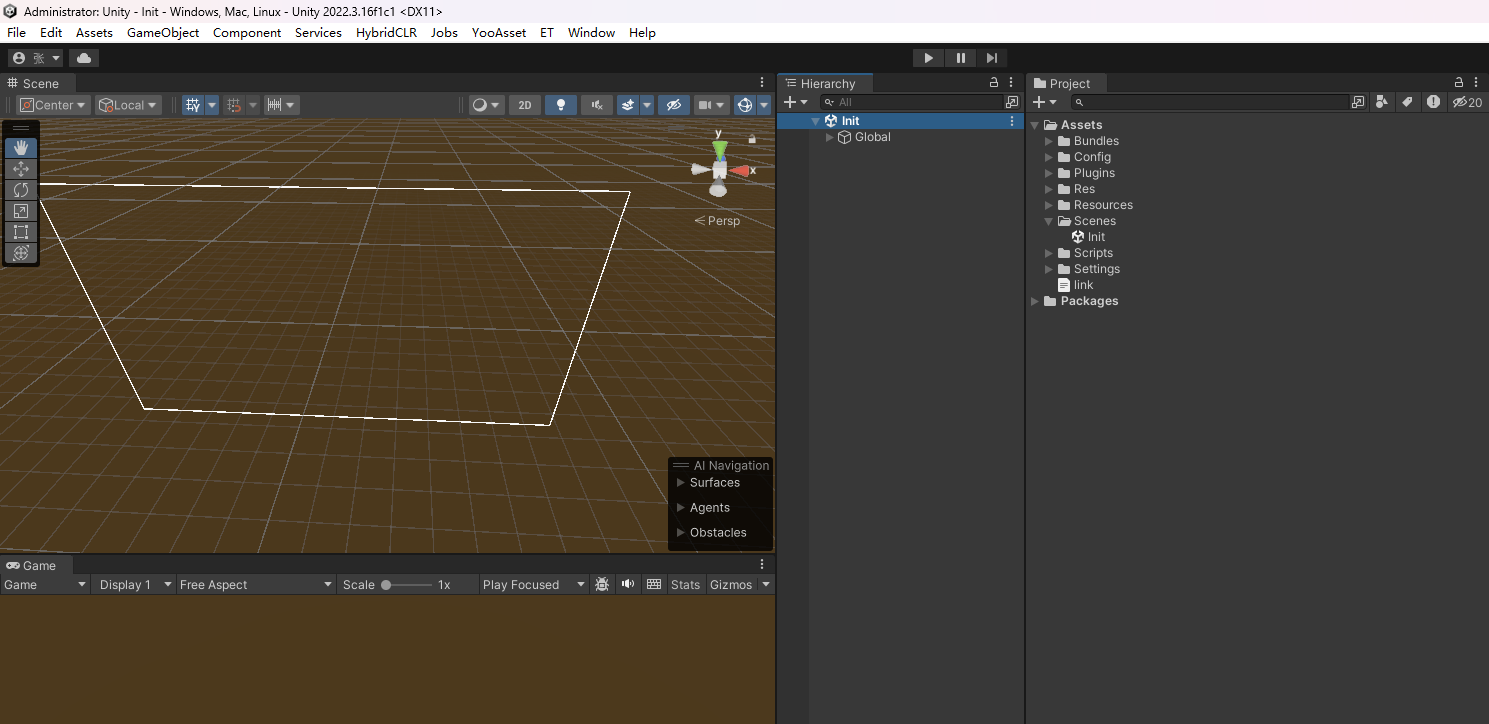 Administrator: Unity - Init - Windows, Mac, Linux - Unity 2022.3.16f1c1 <DX11>
File Edit Assets GameObject Component Services HybridCLR Jobs YooAsset ET Window Help
Scene
Center Local 2D
y
x
Persp
AI Navigation
Surfaces
Agents
Obstacles
Game
Game Display 1 Free Aspect Scale 1x Play Focused Stats Gizmos
Hierarchy
All
Init
Global
Project
20
Assets
Bundles
Config
Plugins
Res
Resources
Scenes
Init
Scripts
Settings
link
Packages